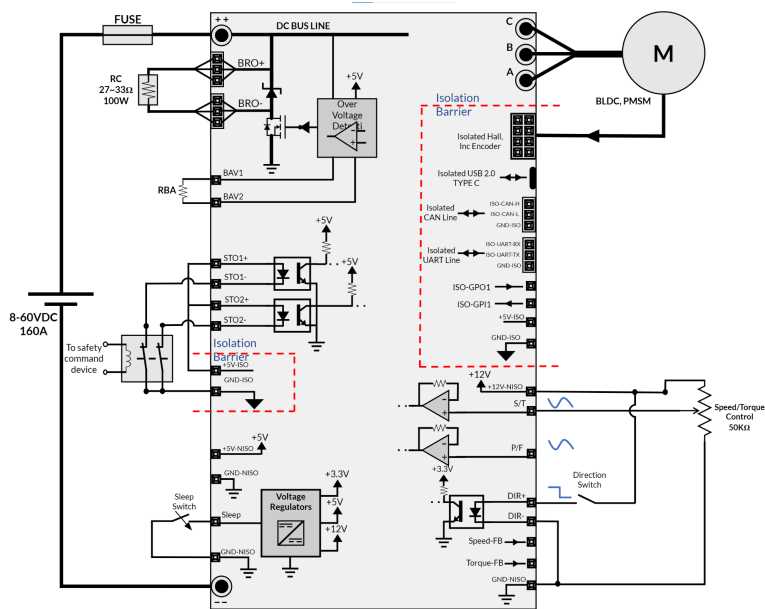 FUSE
++
DC BUS LINE
BRO+
RC
27~33Ω
100W
BRO-
+5V
Over
Voltage
BAV1
RBA
BAV2
+5V
+5V
STO1+
STO1-
STO2+
STO2-
8-60VDC
160A
To safety
command
device
Isolation
Barrier
+5V-ISO
GND-ISO
+5V-NISO
+5V
GND-NISO
Sleep
Switch
Sleep
Voltage
Regulators
+3.3V
+5V
+12V
GND-NISO
--
C
B
A
M
BLDC, PMSM
Isolation
Barrier
Isolated Hall,
Inc Encoder
Isolated USB 2.0
TYPE C
Isolated
CAN Line
ISO-CAN-H
ISO-CAN-L
GND-ISO
Isolated
UART Line
ISO-UART-RX
ISO-UART-TX
GND-ISO
ISO-GPO1
ISO-GPI1
+5V-ISO
GND-ISO
+12V
+12V-NISO
S/T
Speed/Torque
Control
50KΩ
P/F
+3.3V
Direction
Switch
DIR+
DIR-
Speed-FB
Torque-FB
GND-NISO